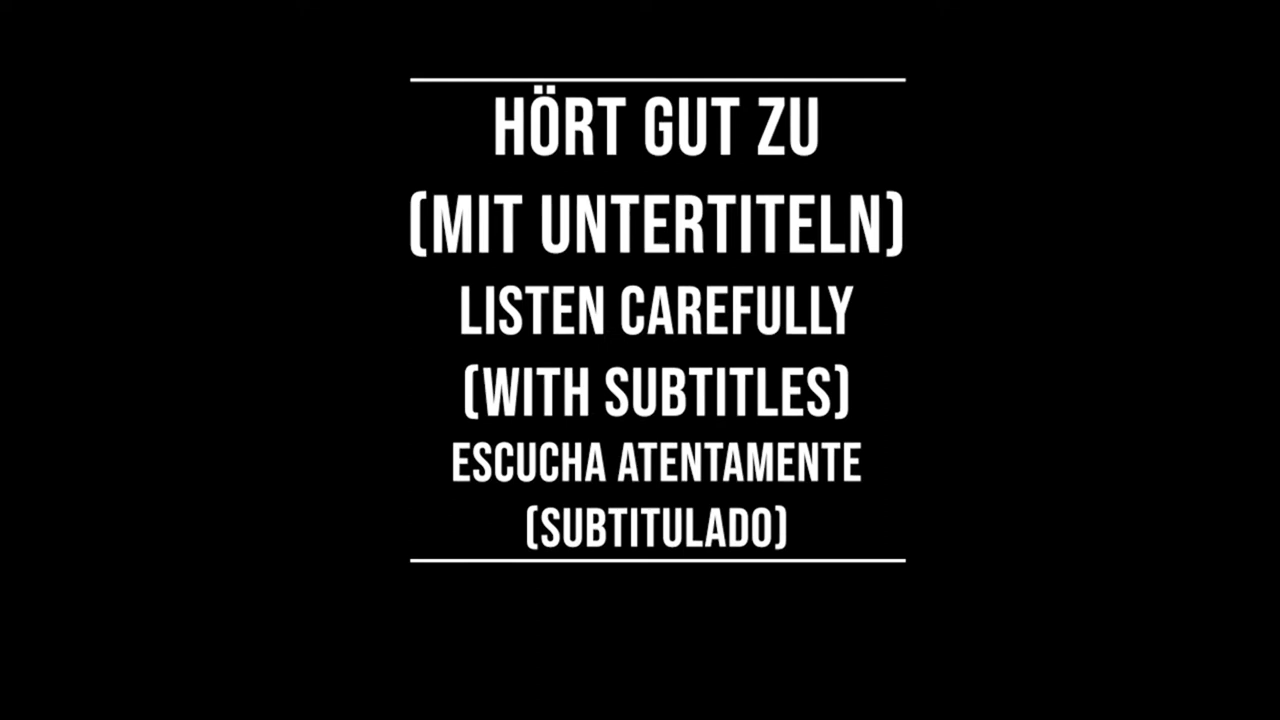 HÖRT GUT ZU
(MIT UNTERTITELN)
LISTEN CAREFULLY
(WITH SUBTITLES)
ESCUCHA ATENTAMENTE
(SUBTITULADO)